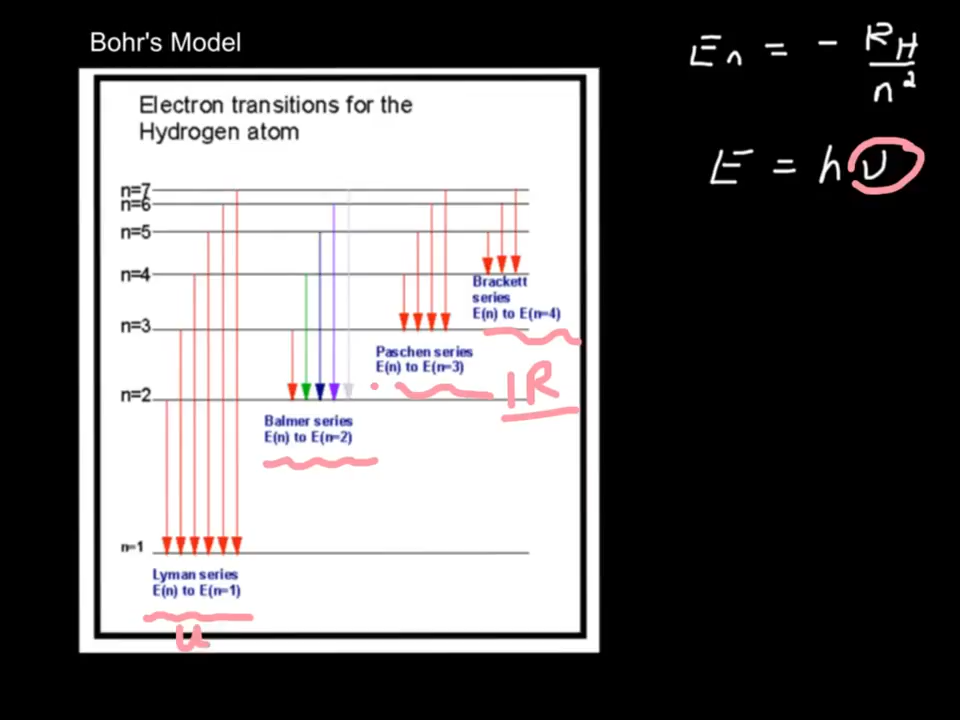 Bohr's Model
Eₙ = - R_H / n²
E = hν
Electron transitions for the
Hydrogen atom
n=7
n=6
n=5
n=4
n=3
n=2
n=1
Brackett
series
E(n) to E(n=4)
Paschen series
E(n) to E(n=3)
IR
Balmer series
E(n) to E(n=2)
Lyman series
E(n) to E(n=1)
u